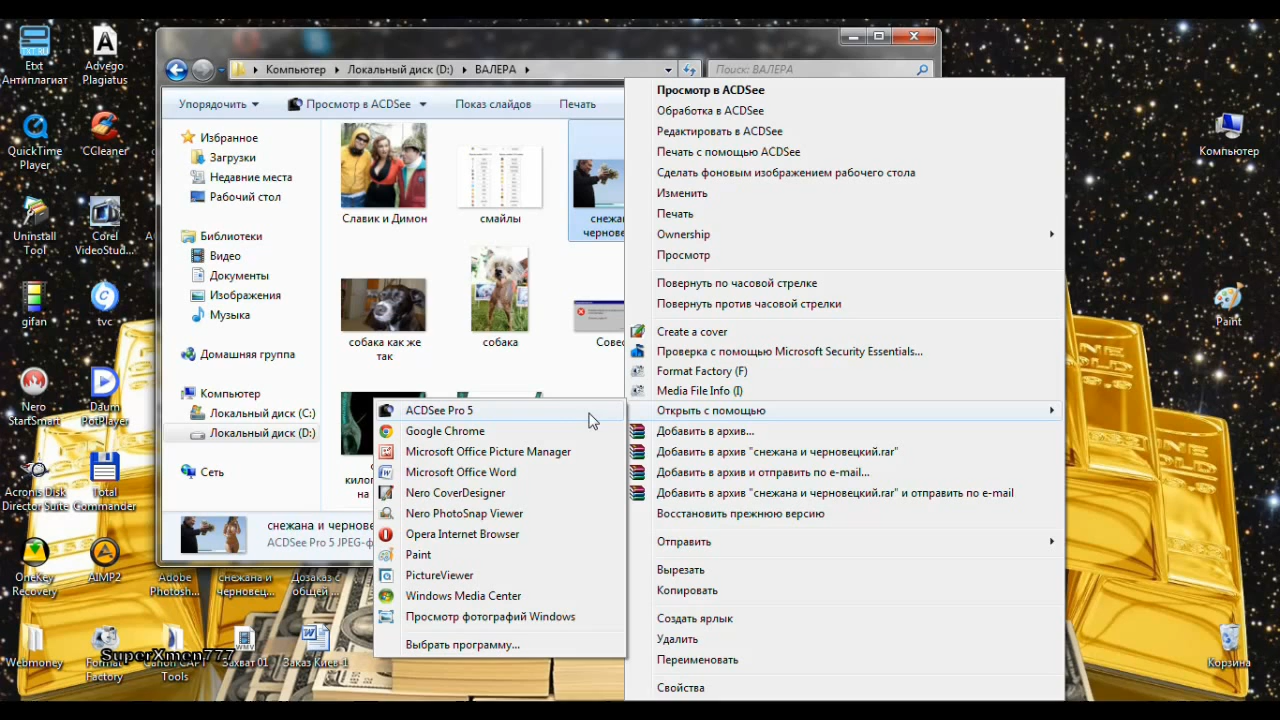 Etxt
Антиплагиат
Advego
Plagiatus
QuickTime
Player
CCleaner
Uninstall
Tool
Corel
VideoStud...
gifan
tvc
Nero
StartSmart
Daum
PotPlayer
Acronis Disk
Director Suite
Total
Commander
OneKey
Recovery
AIMP2
Adobe
Photosh...
снежана и
черновец...
Дозаказ с
общей ...
Webmoney
Format
Factory
Canon CAPT
Tools
Захват 01
Заказ Киев-1
SuperXmen777
Компьютер
Paint
Корзина
Компьютер
Локальный диск (D:)
ВАЛЕРА
Поиск: ВАЛЕРА
Упорядочить
Просмотр в ACDSee
Показ слайдов
Печать
Избранное
Загрузки
Недавние места
Рабочий стол
Библиотеки
Видео
Документы
Изображения
Музыка
Домашняя группа
Компьютер
Локальный диск (C:)
Локальный диск (D:)
Сеть
Славик и Димон
смайлы
собака как же
так
собака
снежана и чернове
ACDSee Pro 5 JPEG-ф
ACDSee Pro 5
Google Chrome
Microsoft Office Picture Manager
Microsoft Office Word
Nero CoverDesigner
Nero PhotoSnap Viewer
Opera Internet Browser
Paint
PictureViewer
Windows Media Center
Просмотр фотографий Windows
Выбрать программу...
Просмотр в ACDSee
Обработка в ACDSee
Редактировать в ACDSee
Печать с помощью ACDSee
Сделать фоновым изображением рабочего стола
Изменить
Печать
Ownership
Просмотр
Повернуть по часовой стрелке
Повернуть против часовой стрелки
Create a cover
Проверка с помощью Microsoft Security Essentials...
Format Factory (F)
Media File Info (I)
Открыть с помощью
Добавить в архив...
Добавить в архив "снежана и черновецкий.rar"
Добавить в архив и отправить по e-mail...
Добавить в архив "снежана и черновецкий.rar" и отправить по e-mail
Восстановить прежнюю версию
Отправить
Вырезать
Копировать
Создать ярлык
Удалить
Переименовать
Свойства